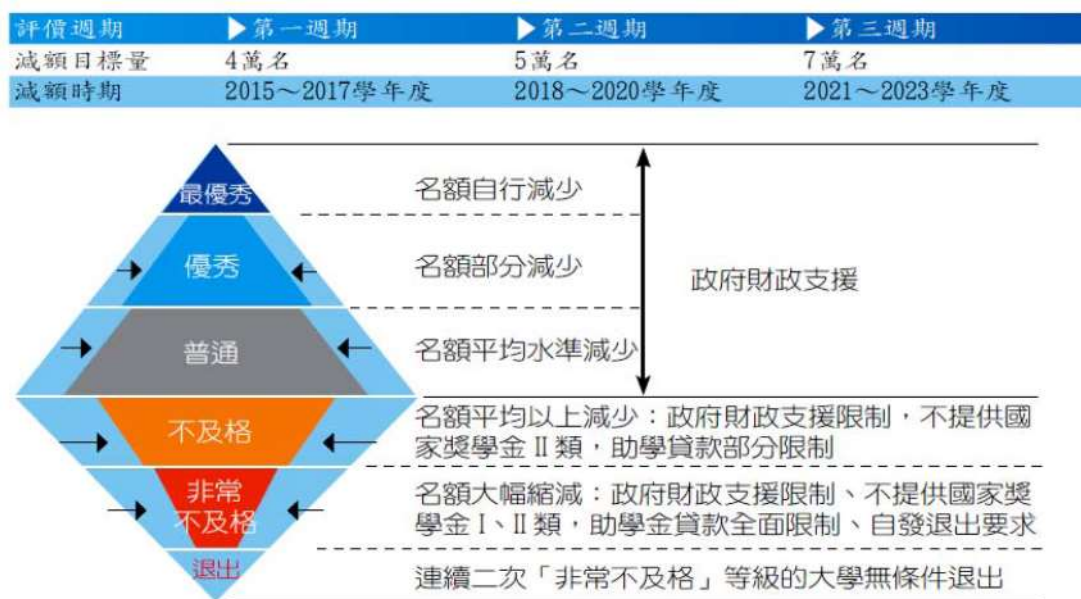 評價週期 ▶第一週期 ▶第二週期 ▶第三週期
減額目標量 4萬名 5萬名 7萬名
減額時期 2015～2017學年度 2018～2020學年度 2021～2023學年度
最優秀 名額自行減少
優秀 名額部分減少
政府財政支援
普通 名額平均水準減少
不及格 名額平均以上減少：政府財政支援限制，不提供國
家獎學金Ⅱ類，助學貸款部分限制
非常
不及格
名額大幅縮減：政府財政支援限制、不提供國家獎
學金Ⅰ、Ⅱ類，助學金貸款全面限制、自發退出要求
退出 連續二次「非常不及格」等級的大學無條件退出